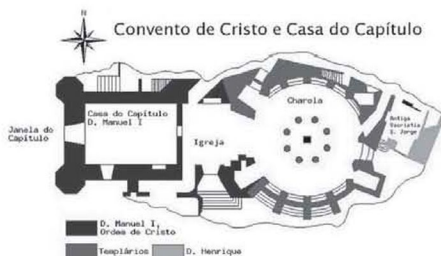 N
Convento de Cristo e Casa do Capítulo
Casa do Capítulo
D. Manuel I
Janela do
Capítulo
Igreja
Charola
Antiga
Sacristia
S. Jorge
D. Manuel I,
Ordem de Cristo
Templários
D. Henrique